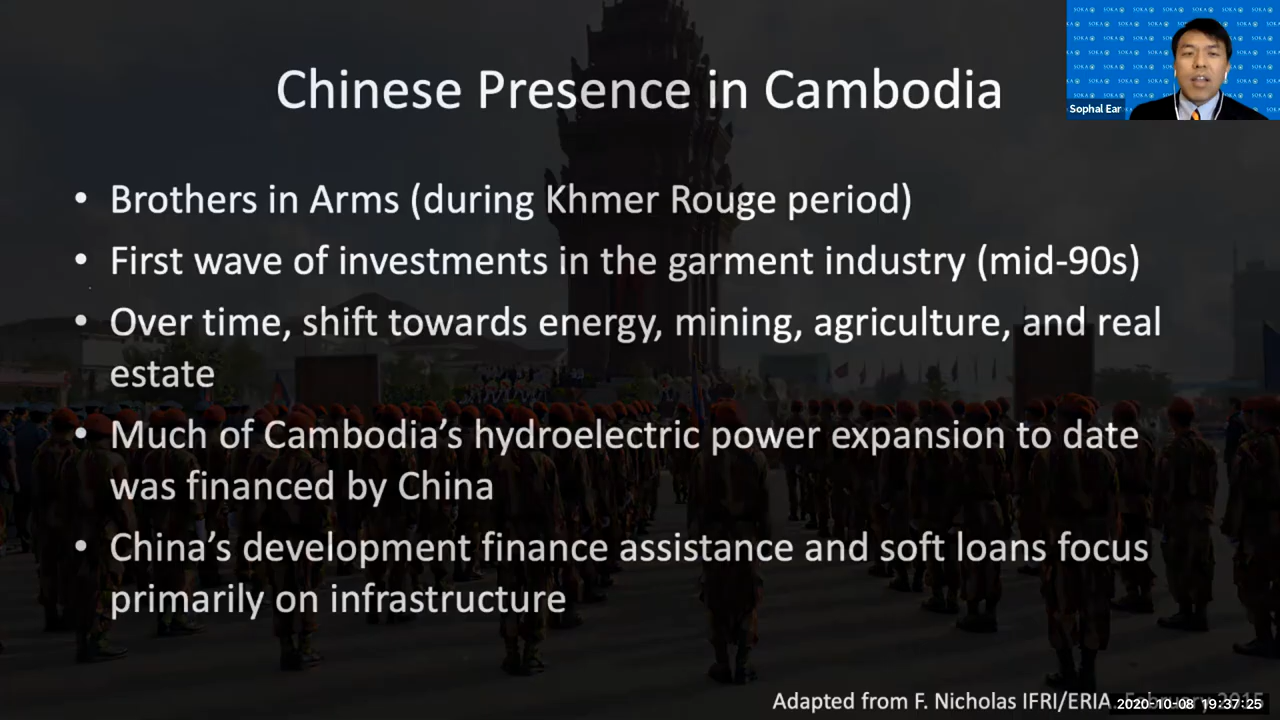 Chinese Presence in Cambodia
SOKA
Sophal Ear
• Brothers in Arms (during Khmer Rouge period)
• First wave of investments in the garment industry (mid-90s)
• Over time, shift towards energy, mining, agriculture, and real
estate
• Much of Cambodia’s hydroelectric power expansion to date
was financed by China
• China’s development finance assistance and soft loans focus
primarily on infrastructure
Adapted from F. Nicholas IFRI/ERIA, February 2015
2020-10-08 19:37:25